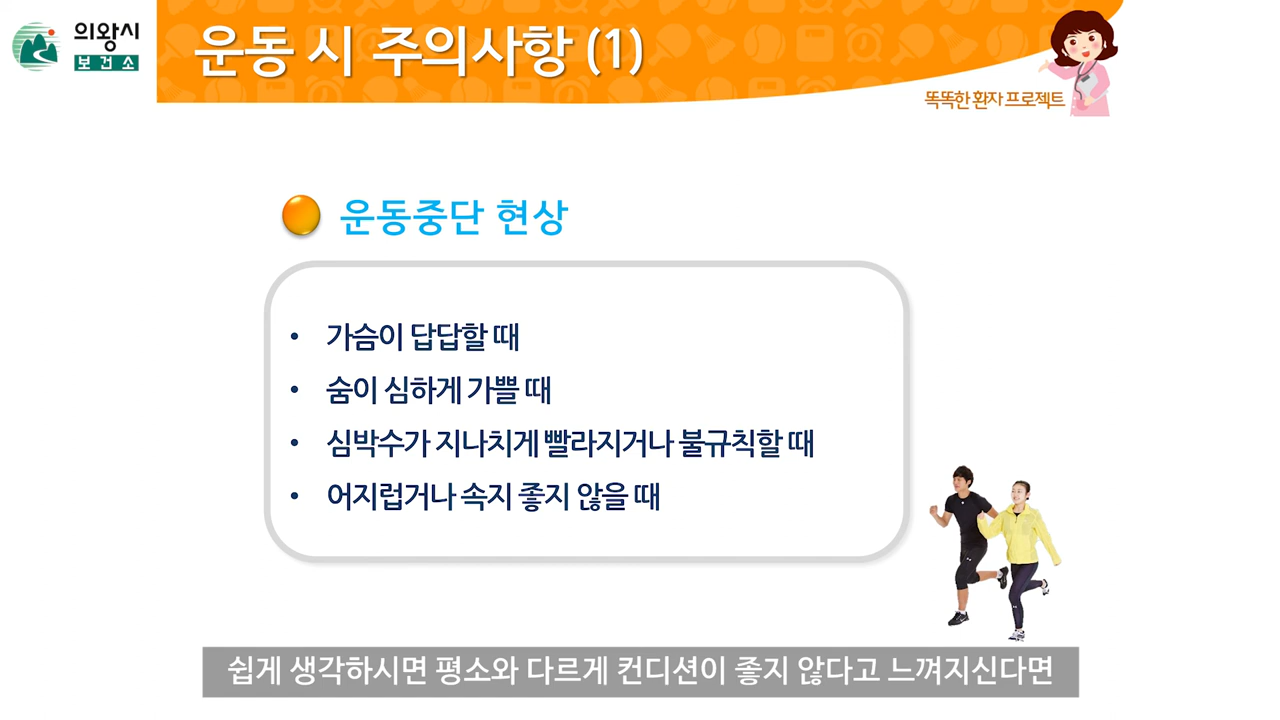 의왕시
보건소
운동 시 주의사항 (1)
똑똑한 환자 프로젝트
운동중단 현상
• 가슴이 답답할 때
• 숨이 심하게 가쁠 때
• 심박수가 지나치게 빨라지거나 불규칙할 때
• 어지럽거나 속지 좋지 않을 때
쉽게 생각하시면 평소와 다르게 컨디션이 좋지 않다고 느껴지신다면